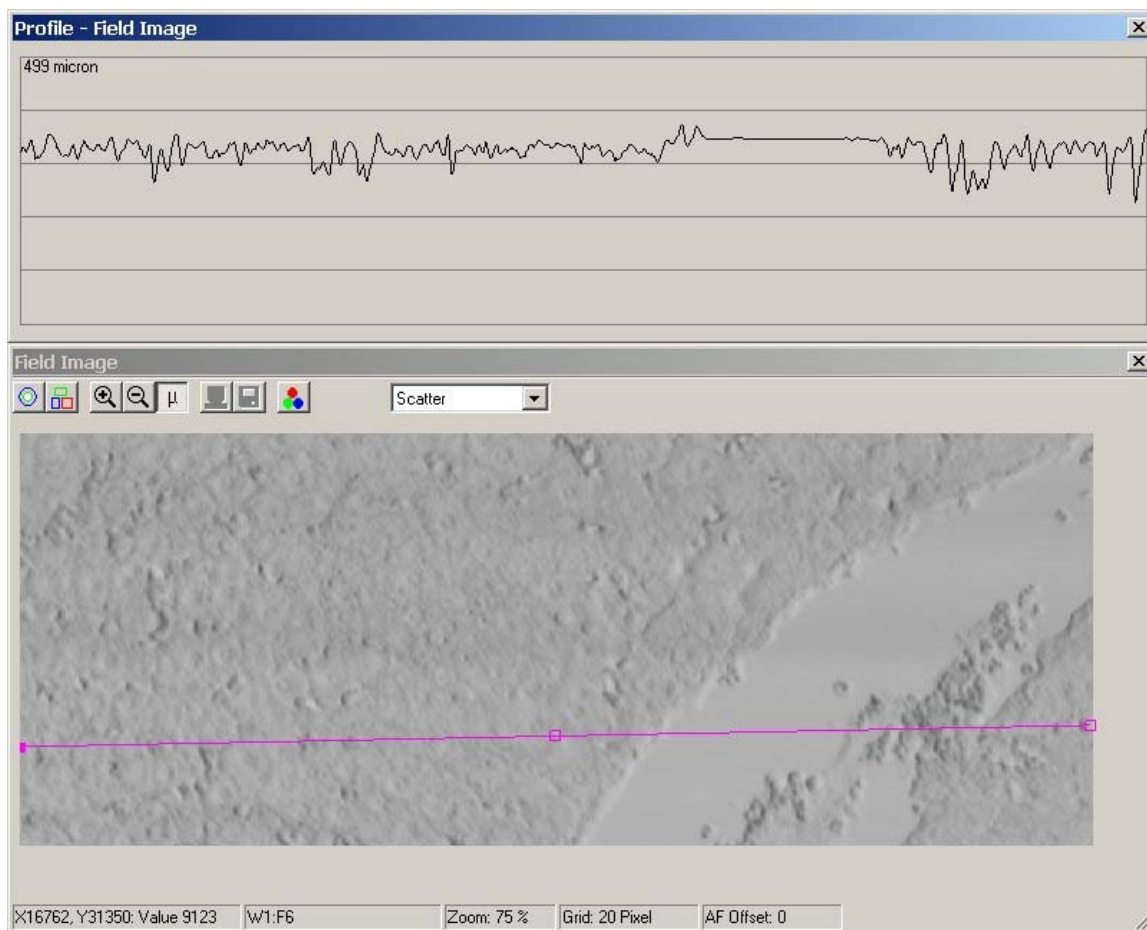 Profile - Field Image
499 micron
Field Image
µ
Scatter
X16762, Y31350: Value 9123
W1:F6
Zoom: 75 %
Grid: 20 Pixel
AF Offset: 0